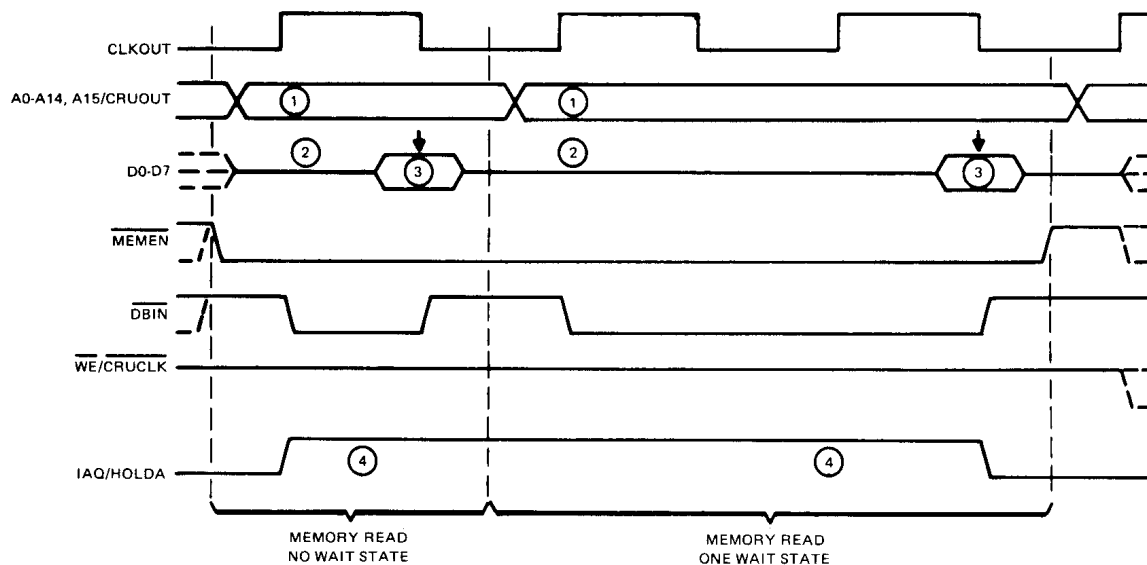 CLKOUT
A0-A14, A15/CRUOUT
1
1
D0-D7
2
3
2
3
MEMEN
DBIN
WE/CRUCLK
IAQ/HOLDA
4
4
MEMORY READ
NO WAIT STATE
MEMORY READ
ONE WAIT STATE